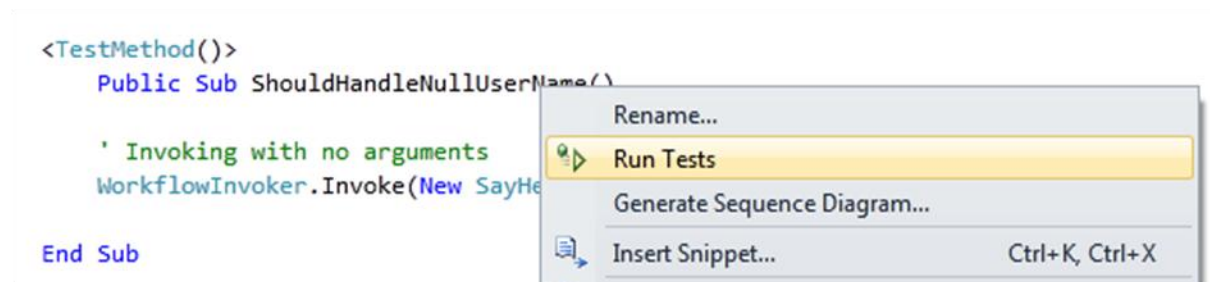 <TestMethod()>
Public Sub ShouldHandleNullUserName()
Rename...
' Invoking with no arguments
Run Tests
WorkflowInvoker.Invoke(New SayHe
Generate Sequence Diagram...
End Sub
Insert Snippet... Ctrl+K, Ctrl+X